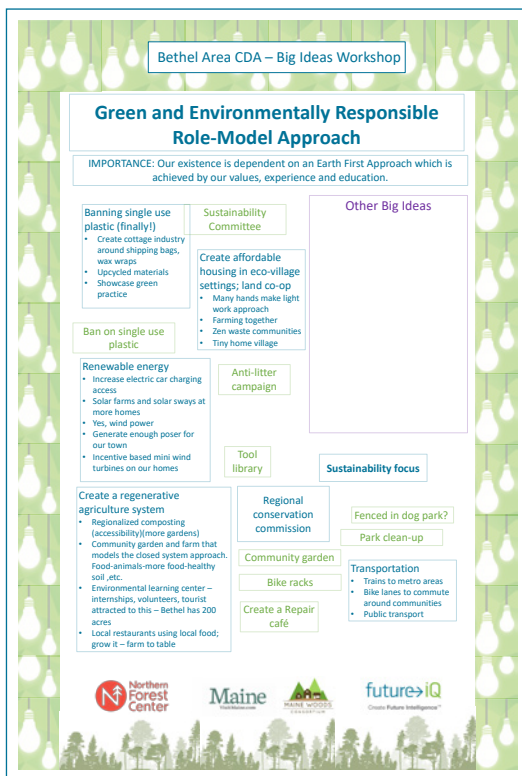 Bethel Area CDA – Big Ideas Workshop
Green and Environmentally Responsible
Role-Model Approach
IMPORTANCE: Our existence is dependent on an Earth First Approach which is
achieved by our values, experience and education.
Banning single use
plastic (finally!)
• Create cottage industry
around shipping bags,
wax wraps
• Upcycled materials
• Showcase green
practice
Sustainability
Committee
Create affordable
housing in eco-village
settings; land co-op
• Many hands make light
work approach
• Farming together
• Zen waste communities
• Tiny home village
Other Big Ideas
Ban on single use
plastic
Renewable energy
• Increase electric car charging
access
• Solar farms and solar sways at
more homes
• Yes, wind power
• Generate enough poser for
our town
• Incentive based mini wind
turbines on our homes
Anti-litter
campaign
Tool
library
Sustainability focus
Create a regenerative
agriculture system
• Regionalized composting
(accessibility)(more gardens)
• Community garden and farm that
models the closed system approach.
Food-animals-more food-healthy
soil ,etc.
• Environmental learning center –
internships, volunteers, tourist
attracted to this – Bethel has 200
acres
• Local restaurants using local food;
grow it – farm to table
Regional
conservation
commission
Fenced in dog park?
Park clean-up
Community garden
Bike racks
Create a Repair
café
Transportation
• Trains to metro areas
• Bike lanes to commute
around communities
• Public transport
Northern
Forest
Center
Maine
VisitMaine.com
MAINE WOODS
CONSORTIUM
future→iQ
Create Future Intelligence™